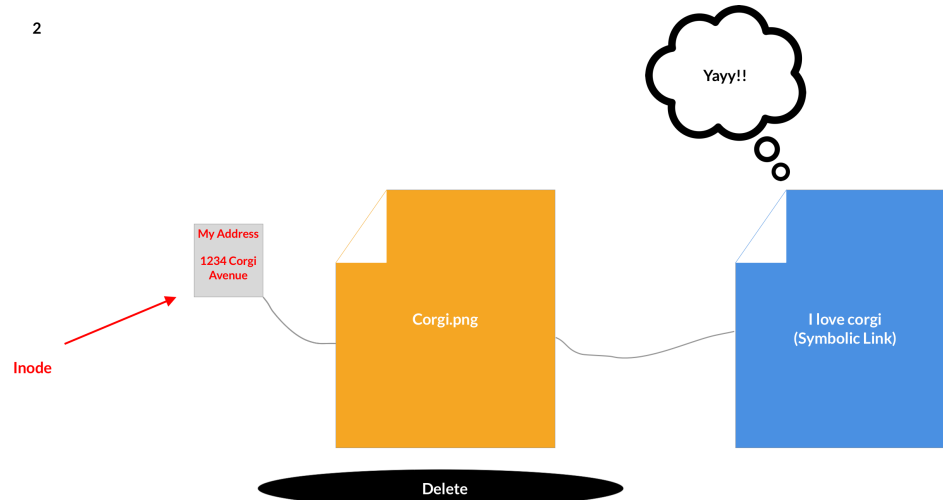 2
Yayy!!
My Address
1234 Corgi
Avenue
Inode
Corgi.png
I love corgi
(Symbolic Link)
Delete